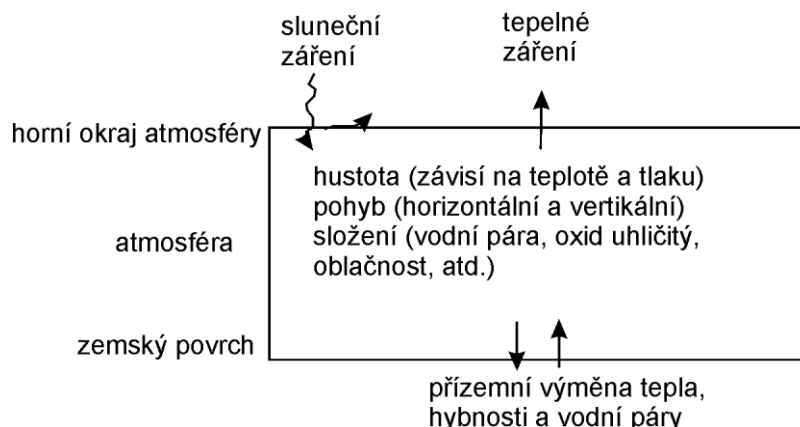 sluneční
záření
tepelné
záření
horní okraj atmosféry
hustota (závisí na teplotě a tlaku)
pohyb (horizontální a vertikální)
složení (vodní pára, oxid uhličitý,
oblačnost, atd.)
atmosféra
zemský povrch
přízemní výměna tepla,
hybnosti a vodní páry